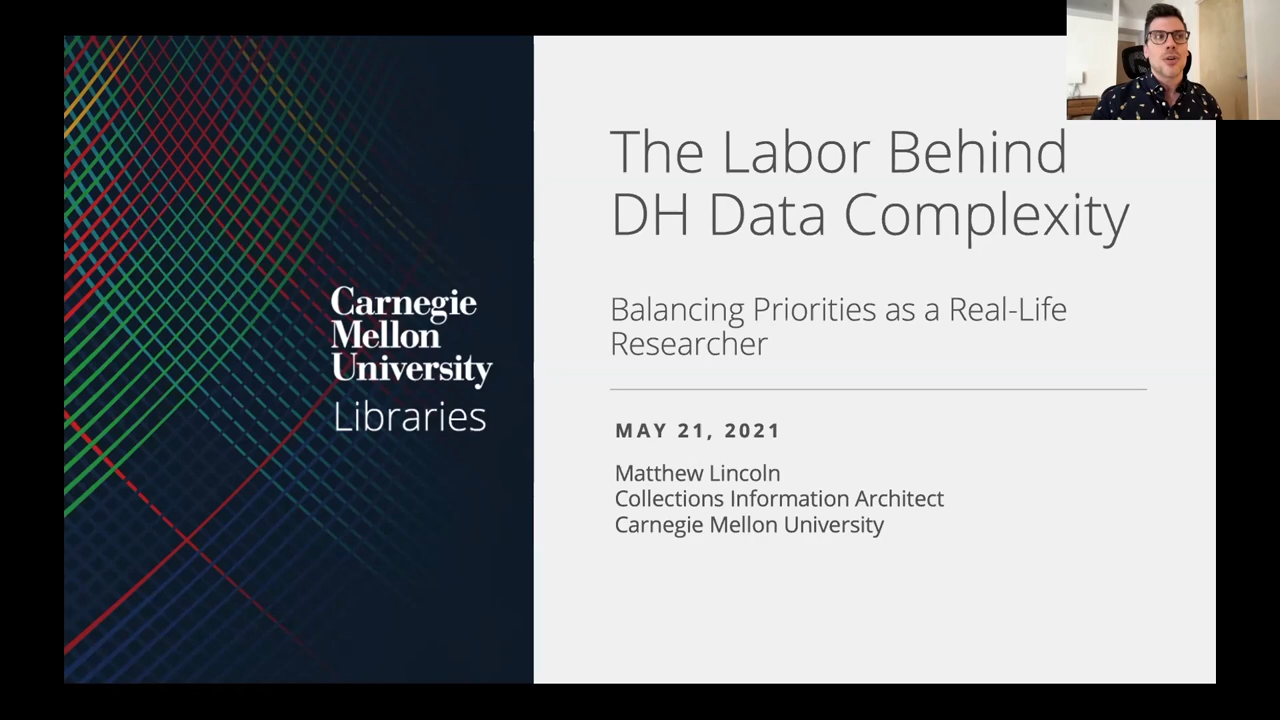 Carnegie
Mellon
University
Libraries
The Labor Behind
DH Data Complexity
Balancing Priorities as a Real-Life
Researcher
MAY 21, 2021
Matthew Lincoln
Collections Information Architect
Carnegie Mellon University